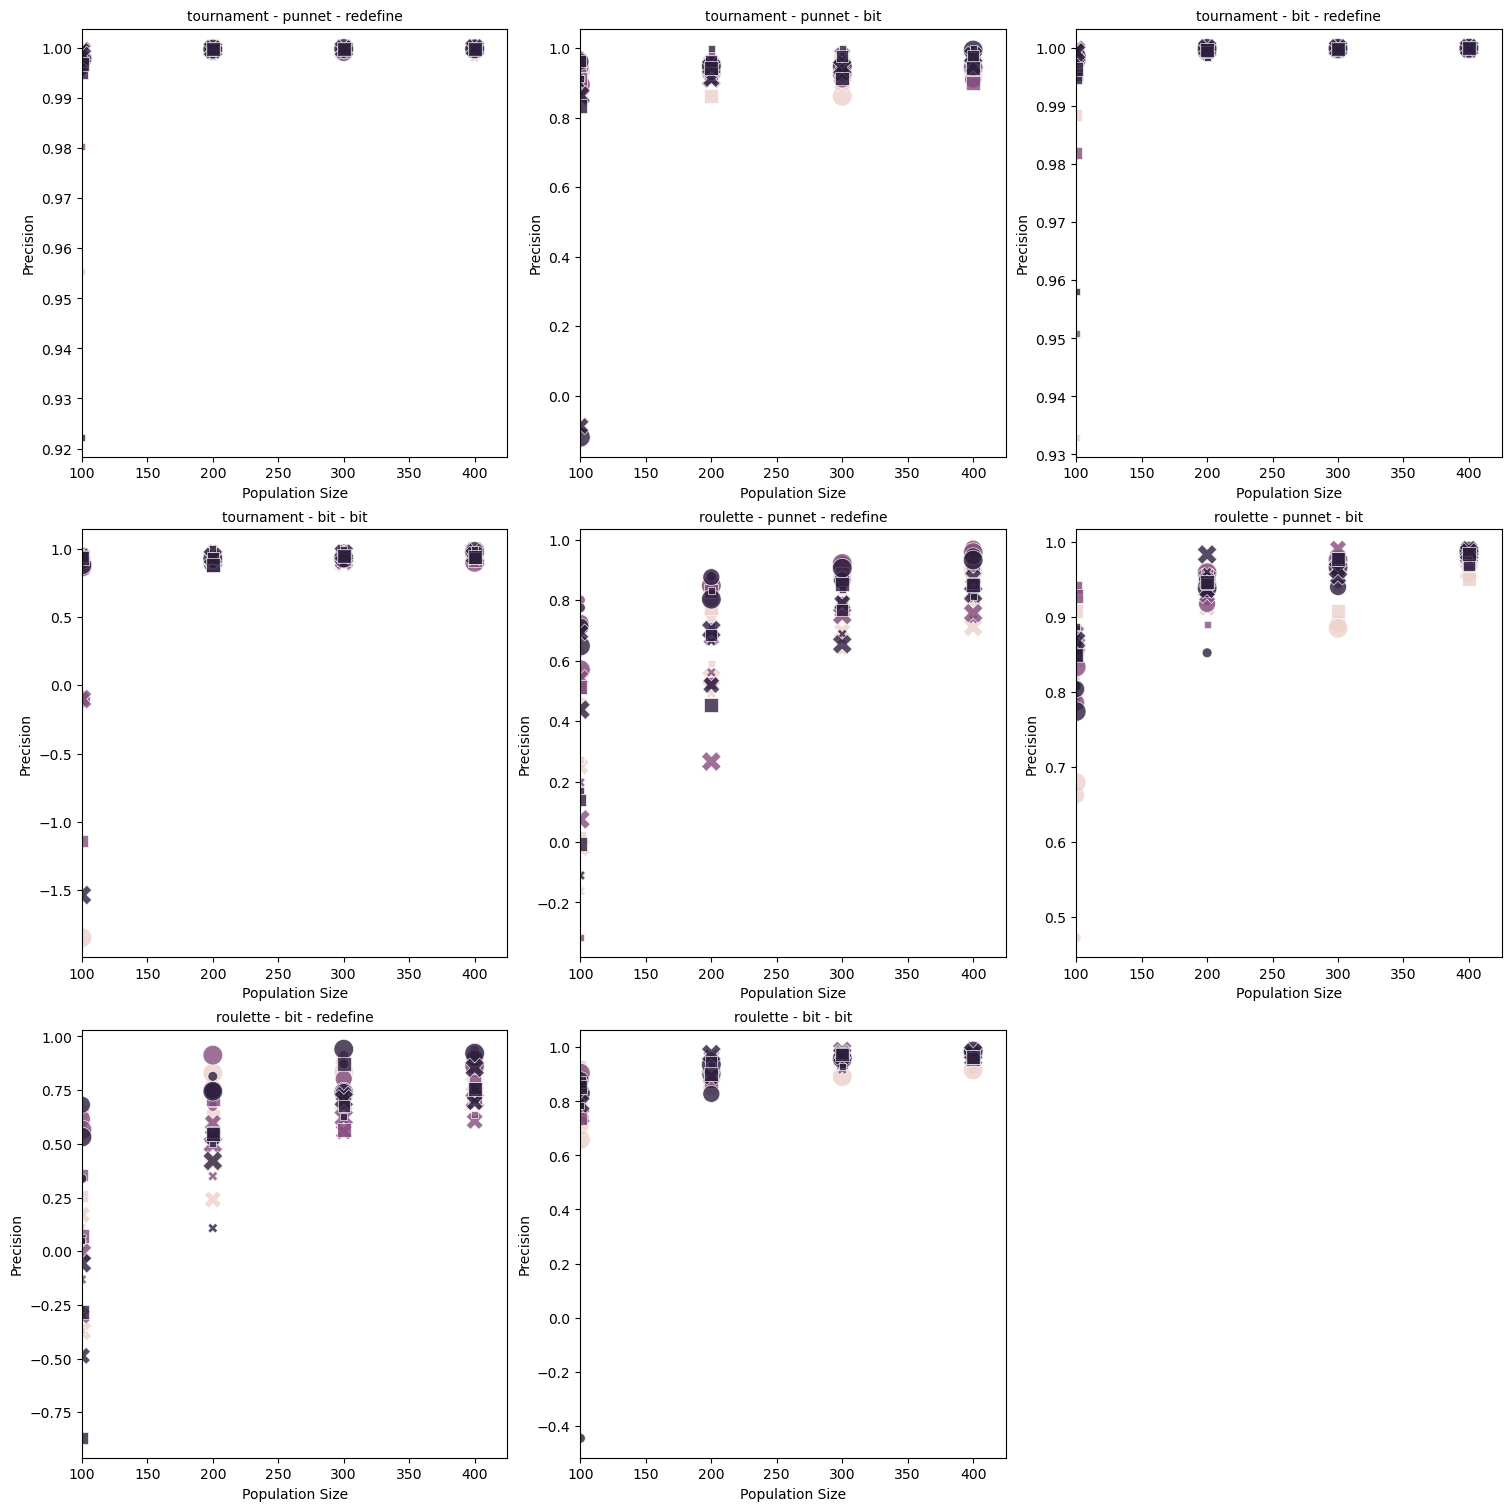 tournament - punnet - redefine
1.00
0.99
0.98
0.97
0.96
0.95
0.94
0.93
0.92
Precision
100 150 200 250 300 350 400
Population Size
tournament - punnet - bit
1.0
0.8
0.6
0.4
0.2
0.0
Precision
100 150 200 250 300 350 400
Population Size
tournament - bit - redefine
1.00
0.99
0.98
0.97
0.96
0.95
0.94
0.93
Precision
100 150 200 250 300 350 400
Population Size
tournament - bit - bit
1.0
0.5
0.0
−0.5
−1.0
−1.5
Precision
100 150 200 250 300 350 400
Population Size
roulette - punnet - redefine
1.0
0.8
0.6
0.4
0.2
0.0
−0.2
Precision
100 150 200 250 300 350 400
Population Size
roulette - punnet - bit
1.0
0.9
0.8
0.7
0.6
0.5
Precision
100 150 200 250 300 350 400
Population Size
roulette - bit - redefine
1.00
0.75
0.50
0.25
0.00
−0.25
−0.50
−0.75
Precision
100 150 200 250 300 350 400
Population Size
roulette - bit - bit
1.0
0.8
0.6
0.4
0.2
0.0
−0.2
−0.4
Precision
100 150 200 250 300 350 400
Population Size